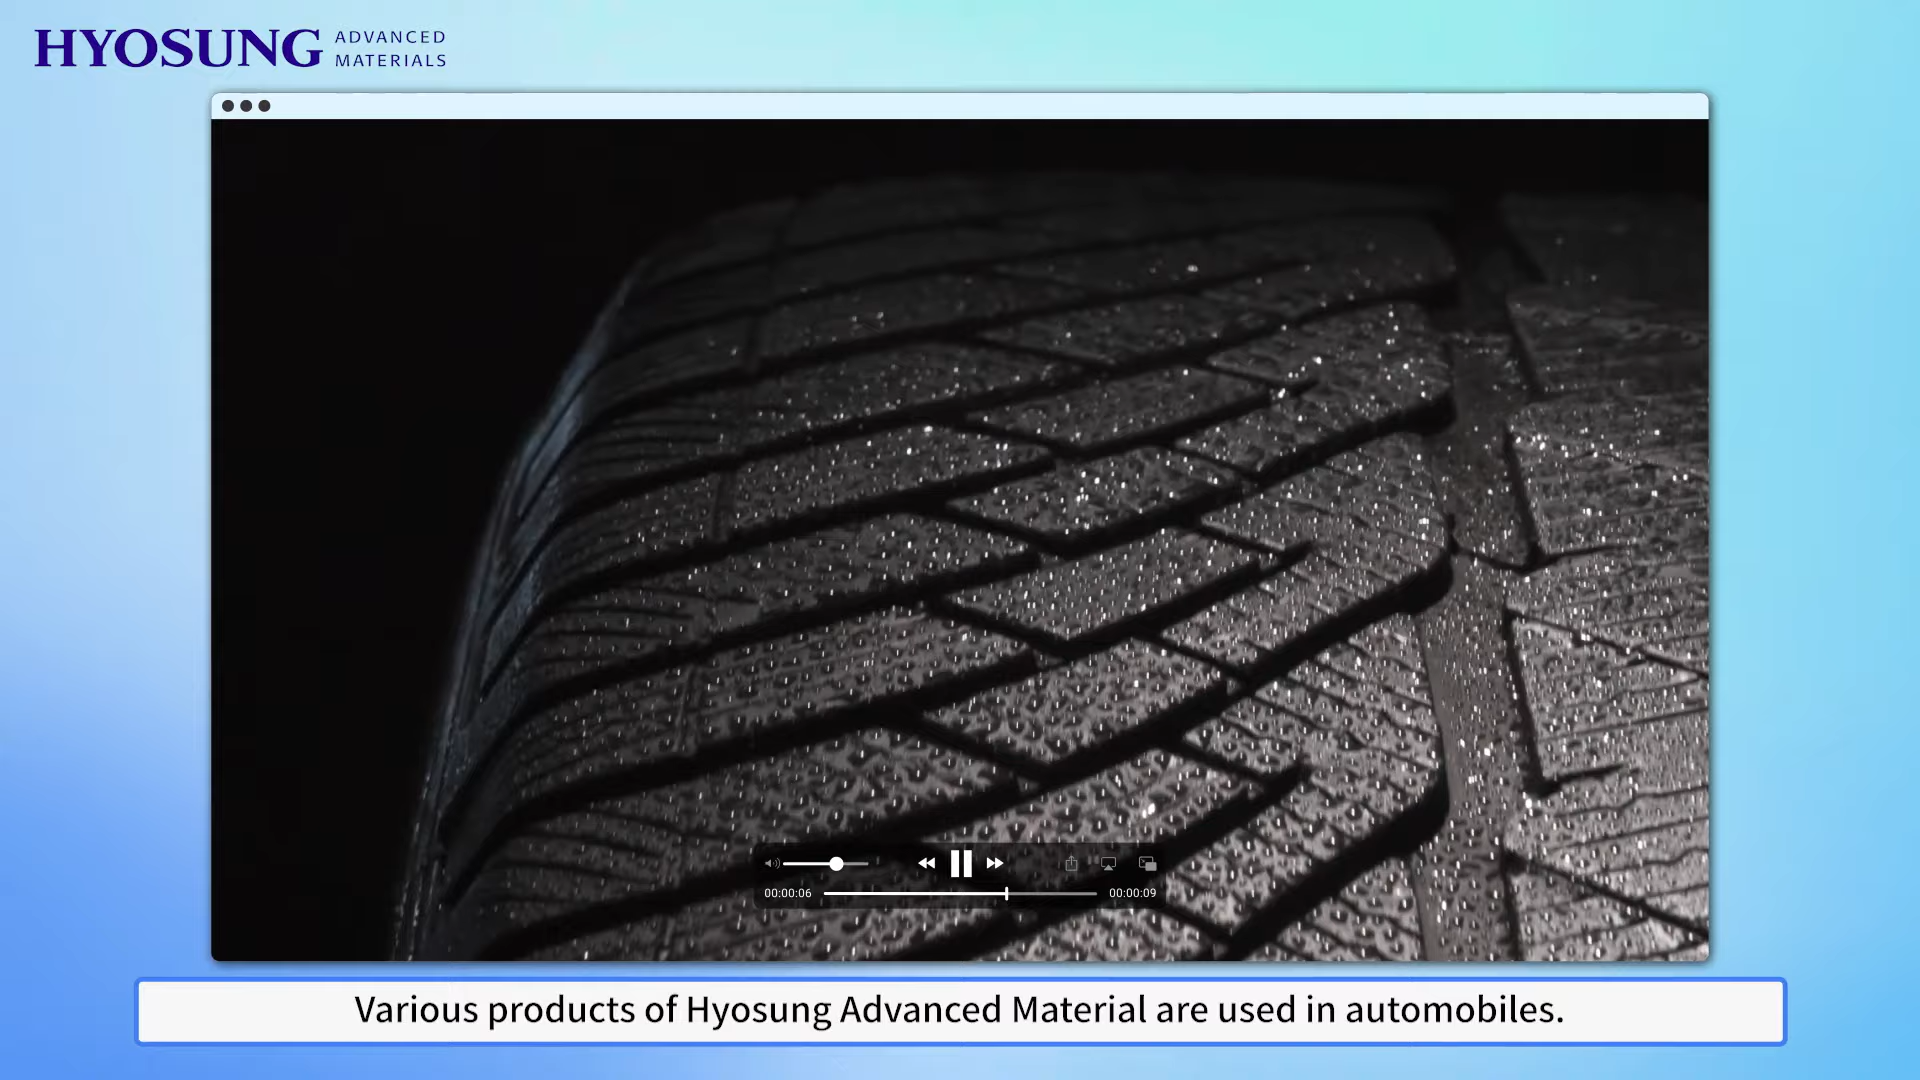 HYOSUNG ADVANCED
MATERIALS
00:00:06
00:00:09
Various products of Hyosung Advanced Material are used in automobiles.